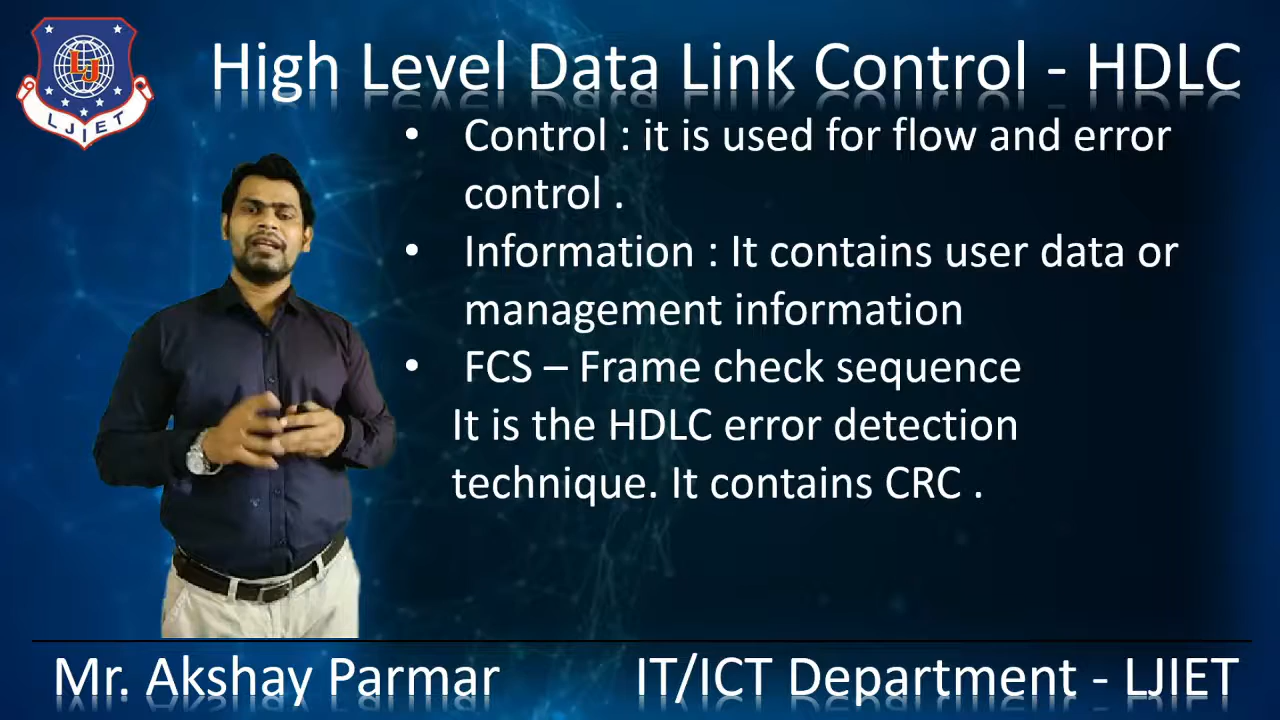 LJ
LJIET
High Level Data Link Control - HDLC
• Control : it is used for flow and error
control .
• Information : It contains user data or
management information
• FCS – Frame check sequence
It is the HDLC error detection
technique. It contains CRC .
Mr. Akshay Parmar
IT/ICT Department - LJIET